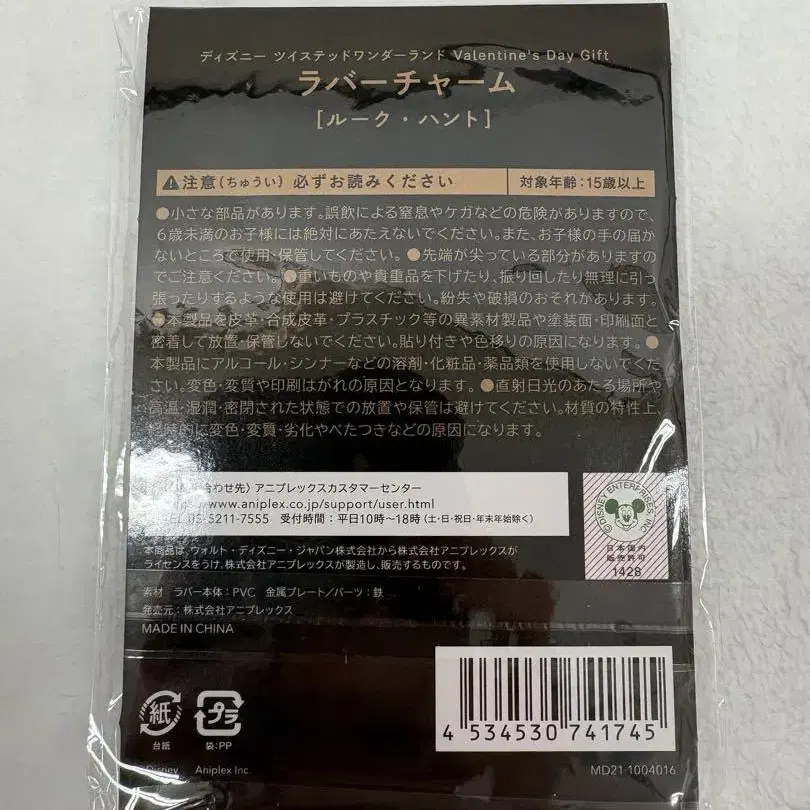 ディズニー ツイステッドワンダーランド Valentine's Day Gift
ラバーチャーム
[ルーク・ハント]
注意(ちゅうい) 必ずお読みください
対象年齢:15歳以上
●小さな部品があります。誤飲による窒息やケガなどの危険がありますので、
6歳未満のお子様には絶対にあたえないでください。また、お子様の手の届か
ないところで使用・保管してください。 ●先端が尖っている部分があります
のでご注意ください。 ●重いものや貴重品を下げたり、振り回したり無理に引っ
張ったりするような使用は避けてください。紛失や破損のおそれがあります。
●本製品を皮革・合成皮革・プラスチック等の異素材製品や塗装面・印刷面と
密着して放置・保管しないでください。貼り付きや色移りの原因になります。 ●
本製品にアルコール・シンナーなどの溶剤・化粧品・薬品類を使用しないでくだ
さい。変色・変質や印刷はがれの原因となります。 ●直射日光のあたる場所や
高温・湿潤・密閉された状態での放置や保管は避けてください。材質の特性上、
経時的に変色・変質・劣化やべたつきなどの原因になります。
合わせ先〉アニプレックスカスタマーセンター
www.aniplex.co.jp/support/user.html
5211-7555 受付時間:平日10時〜18時(土・日・祝日・年末年始除く)
本商品は、ウォルト・ディズニー・ジャパン株式会社から株式会社アニプレックスが
ライセンスをうけ、株式会社アニプレックスが製造し、販売するものです。
©DISNEY ENTERPRISES INC.
日本国内
販売許可
1428
素材 ラバー本体:PVC 金属プレート/パーツ:鉄
発売元:株式会社アニプレックス
MADE IN CHINA
紙
台紙
プラ
袋:PP
4 534530 741745
Disney Aniplex Inc.
MD21-1004016